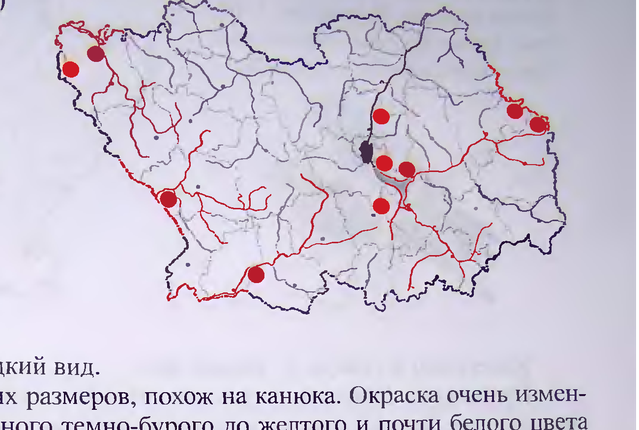 дкий вид.
их размеров, похож на канюка. Окраска очень измен-
ного темно-бурого до желтого и почти белого цвета